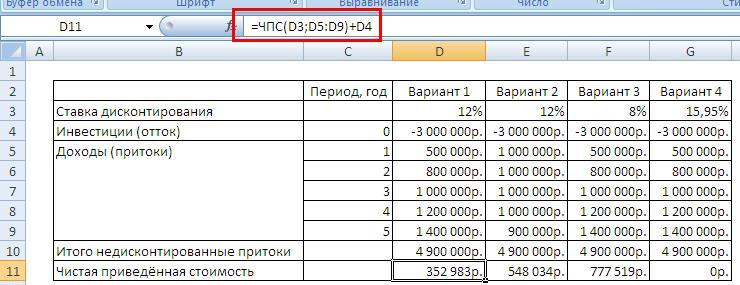 Буфер обмена Шрифт Выравнивание Число
D11 fx =ЧПС(D3;D5:D9)+D4
A B C D E F G
1
2 Период, год Вариант 1 Вариант 2 Вариант 3 Вариант 4
3 Ставка дисконтирования 12% 12% 8% 15,95%
4 Инвестиции (отток) 0 -3 000 000р. -3 000 000р. -3 000 000р. -3 000 000р.
5 Доходы (притоки) 1 500 000р. 1 000 000р. 500 000р. 500 000р.
6 2 800 000р. 1 000 000р. 800 000р. 800 000р.
7 3 1 000 000р. 1 000 000р. 1 000 000р. 1 000 000р.
8 4 1 200 000р. 1 000 000р. 1 200 000р. 1 200 000р.
9 5 1 400 000р. 900 000р. 1 400 000р. 1 400 000р.
10 Итого недисконтированные притоки 4 900 000р. 4 900 000р. 4 900 000р. 4 900 000р.
11 Чистая приведённая стоимость 352 983р. 548 034р. 777 519р. 0р.